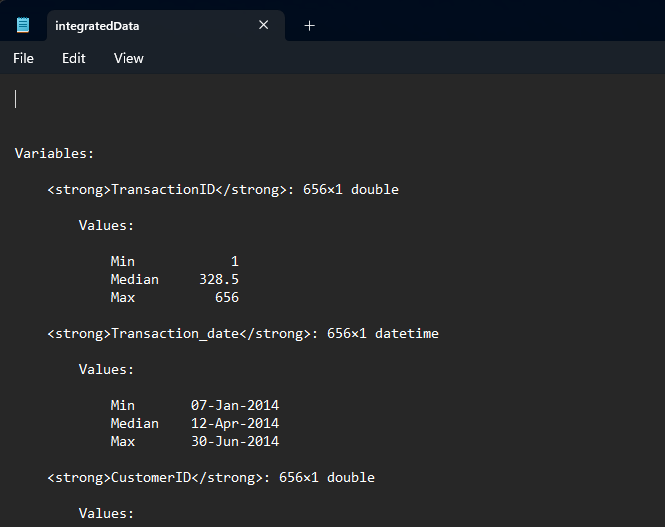 integratedData
File Edit View
Variables:
<strong>TransactionID</strong>: 656×1 double
Values:
Min 1
Median 328.5
Max 656
<strong>Transaction_date</strong>: 656×1 datetime
Values:
Min 07-Jan-2014
Median 12-Apr-2014
Max 30-Jun-2014
<strong>CustomerID</strong>: 656×1 double
Values: